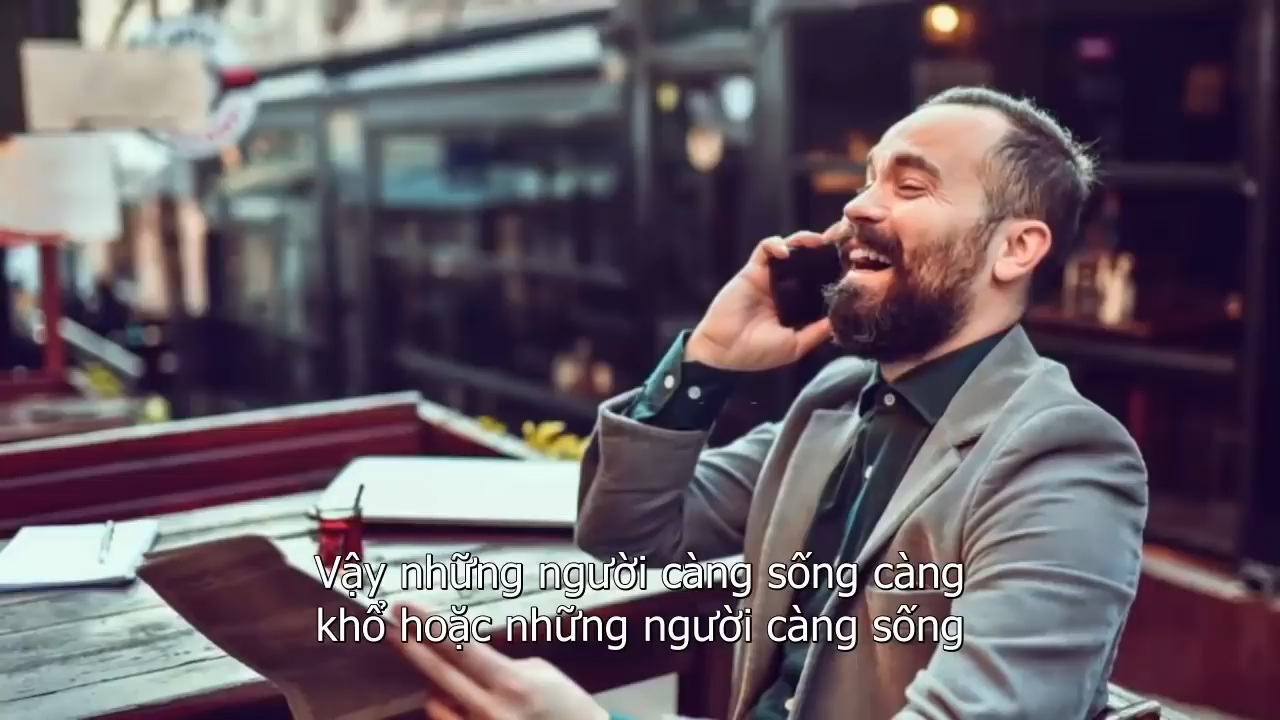 Vậy những người càng sống càng
khổ hoặc những người càng sống